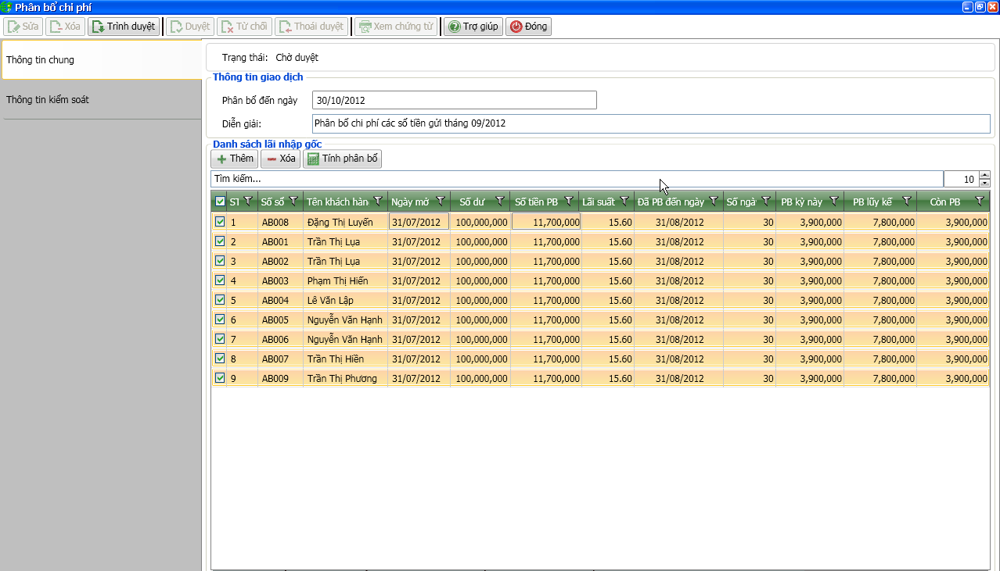 Phân bổ chi phí
Sửa Xóa Trình duyệt Duyệt Từ chối Thoái duyệt Xem chứng từ Trợ giúp Đóng
Thông tin chung
Thông tin kiểm soát
Trạng thái: Chờ duyệt
Thông tin giao dịch
Phân bổ đến ngày 30/10/2012
Diễn giải: Phân bổ chi phí các sổ tiền gửi tháng 09/2012
Danh sách lãi nhập gốc
Thêm Xóa Tính phân bổ
Tìm kiếm... 10
ST Số sổ Tên khách hàn Ngày mở Số dư Số tiền PB Lãi suất Đã PB đến ngày Số ngà PB kỳ này PB lũy kế Còn PB
1 AB008 Đặng Thị Luyến 31/07/2012 100,000,000 11,700,000 15.60 31/08/2012 30 3,900,000 7,800,000 3,900,000
2 AB001 Trần Thị Lụa 31/07/2012 100,000,000 11,700,000 15.60 31/08/2012 30 3,900,000 7,800,000 3,900,000
3 AB002 Trần Thị Lụa 31/07/2012 100,000,000 11,700,000 15.60 31/08/2012 30 3,900,000 7,800,000 3,900,000
4 AB003 Phạm Thị Hiến 31/07/2012 100,000,000 11,700,000 15.60 31/08/2012 30 3,900,000 7,800,000 3,900,000
5 AB004 Lê Văn Lập 31/07/2012 100,000,000 11,700,000 15.60 31/08/2012 30 3,900,000 7,800,000 3,900,000
6 AB005 Nguyễn Văn Hạnh 31/07/2012 100,000,000 11,700,000 15.60 31/08/2012 30 3,900,000 7,800,000 3,900,000
7 AB006 Nguyễn Văn Hạnh 31/07/2012 100,000,000 11,700,000 15.60 31/08/2012 30 3,900,000 7,800,000 3,900,000
8 AB007 Trần Thị Hiền 31/07/2012 100,000,000 11,700,000 15.60 31/08/2012 30 3,900,000 7,800,000 3,900,000
9 AB009 Trần Thị Phương 31/07/2012 100,000,000 11,700,000 15.60 31/08/2012 30 3,900,000 7,800,000 3,900,000